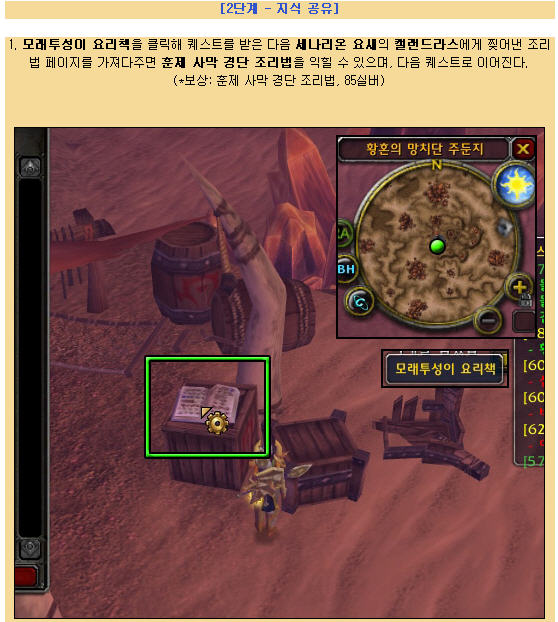 [2단계 - 지식 공유]
1. 모래투성이 요리책을 클릭해 퀘스트를 받은 다음 세나리온 요새의 켈렌드라스에게 찢어낸 조리
법 페이지를 가져다주면 훈제 사막 경단 조리법을 익힐 수 있으며, 다음 퀘스트로 이어진다.
(*보상: 훈제 사막 경단 조리법, 85실버)
황혼의 망치단 주둔지
N
BH
모래투성이 요리책
[60
[60
[62
[57